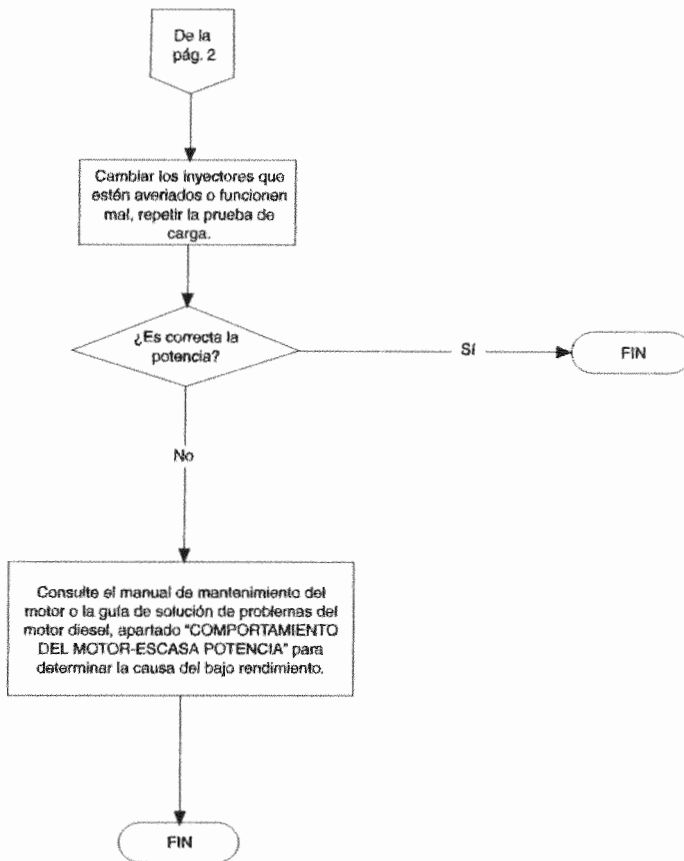 De la
pág. 2
Cambiar los inyectores que
estén averiados o funcionen
mal, repetir la prueba de
carga.
¿Es correcta la
potencia?
Sí
FIN
No
Consulte el manual de mantenimiento del
motor o la guía de solución de problemas del
motor diesel, apartado "COMPORTAMIENTO
DEL MOTOR-ESCASA POTENCIA" para
determinar la causa del bajo rendimiento.
FIN